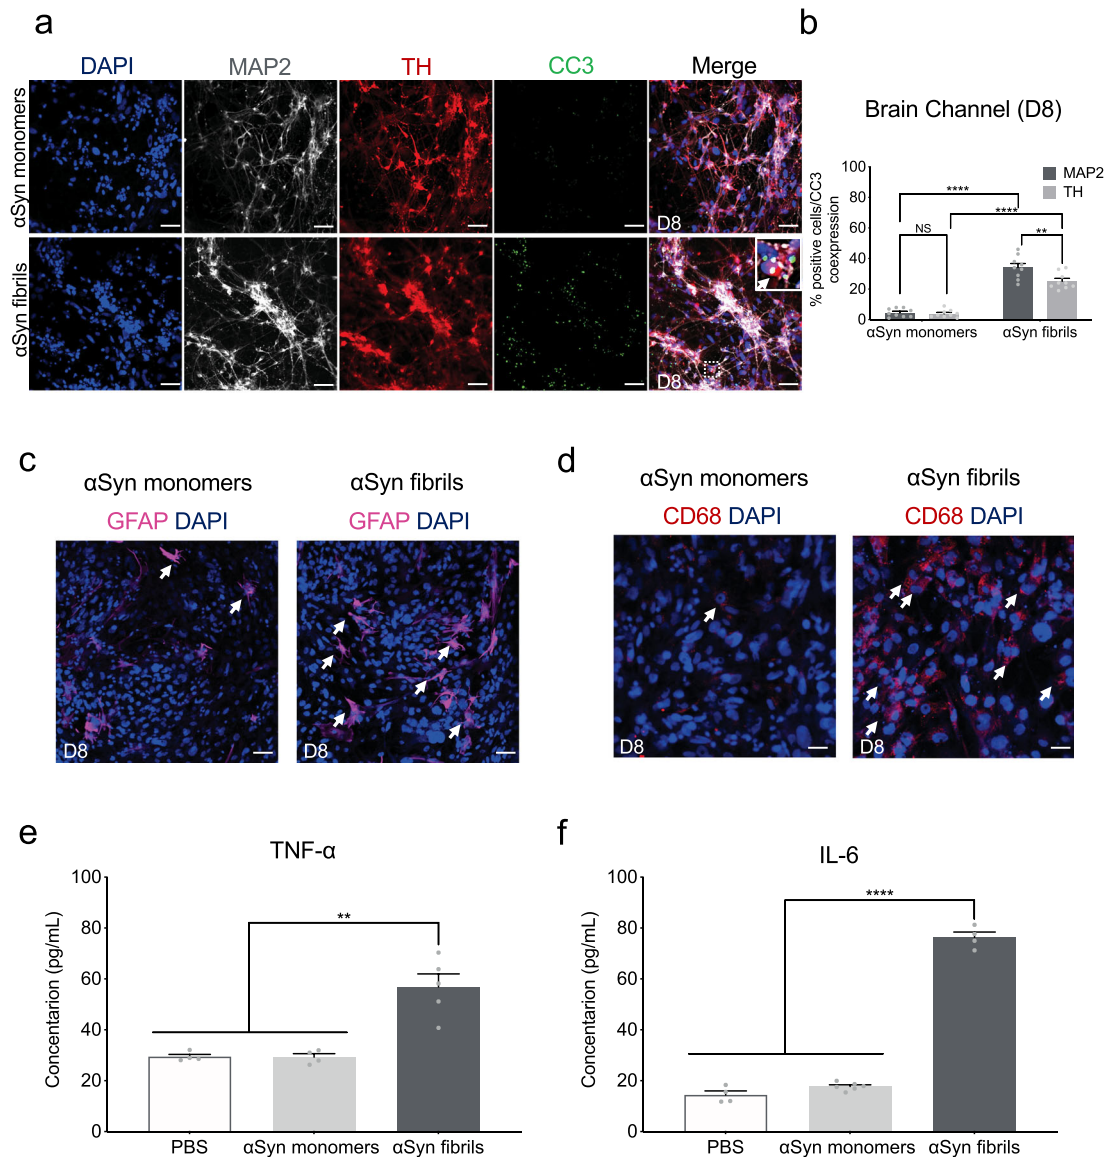 a
DAPI MAP2 TH CC3 Merge
αSyn monomers
D8
αSyn fibrils
D8
b
Brain Channel (D8)
% positive cells/CC3
coexpression
100
80
60
40
20
0
MAP2
TH
****
****
NS
**
αSyn monomers αSyn fibrils
c
αSyn monomers αSyn fibrils
GFAP DAPI GFAP DAPI
D8 D8
d
αSyn monomers αSyn fibrils
CD68 DAPI CD68 DAPI
D8 D8
e
TNF-α
Concentarion (pg/mL)
100
80
60
40
20
0
**
PBS αSyn monomers αSyn fibrils
f
IL-6
Concentarion (pg/mL)
100
80
60
40
20
0
****
PBS αSyn monomers αSyn fibrils